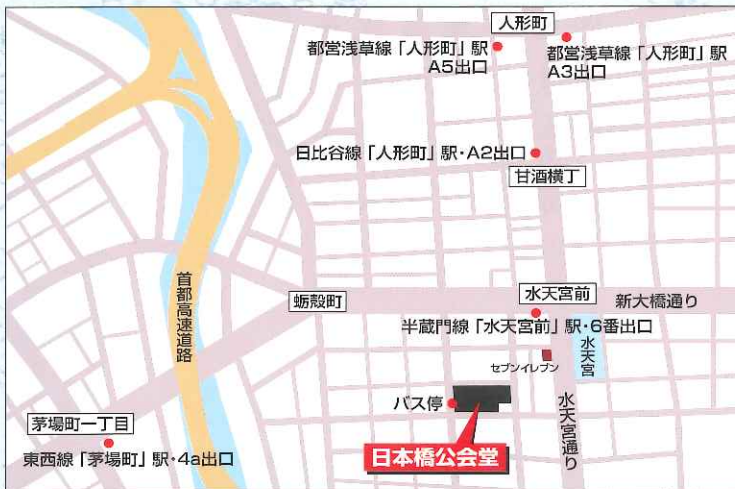 人形町
都営浅草線「人形町」駅
A5出口
都営浅草線「人形町」駅
A3出口
日比谷線「人形町」駅・A2出口
甘酒横丁
首都高速道路
蛎殻町
水天宮前
新大橋通り
半蔵門線「水天宮前」駅・6番出口
水天宮
セブンイレブン
バス停
水天宮通り
茅場町一丁目
日本橋公会堂
東西線「茅場町」駅・4a出口